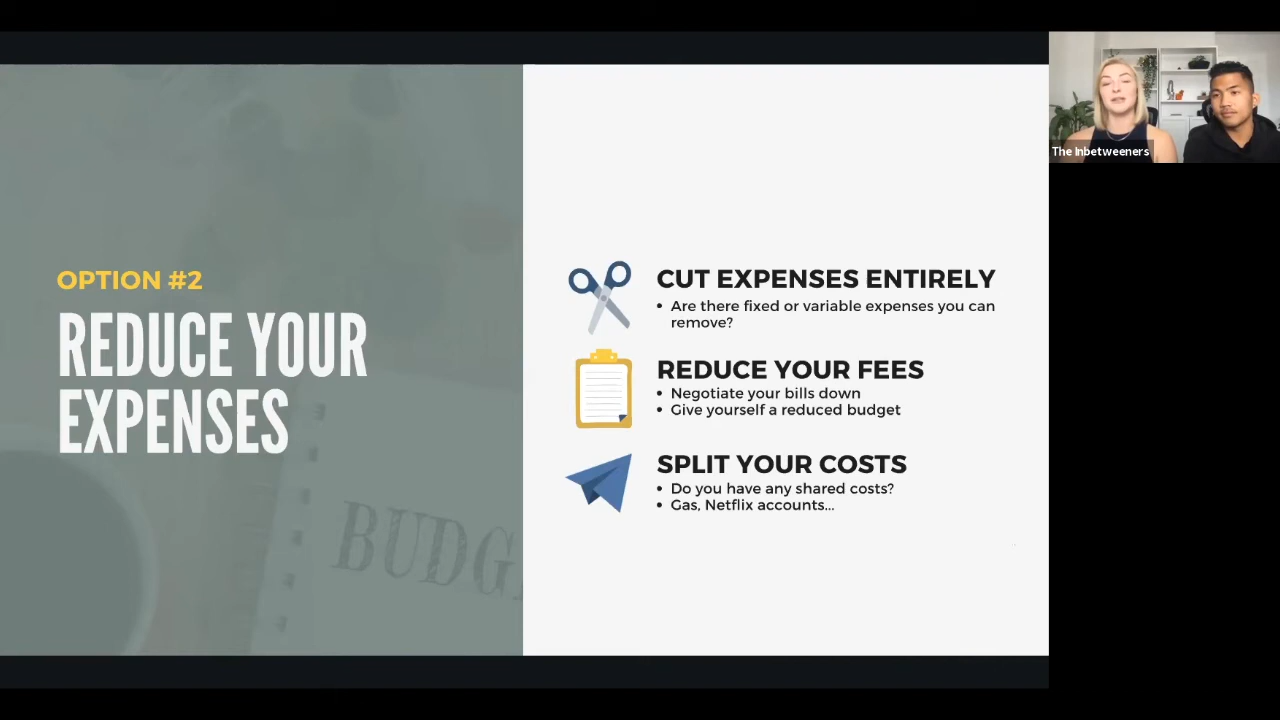 OPTION #2
REDUCE YOUR
EXPENSES
BUDG
CUT EXPENSES ENTIRELY
• Are there fixed or variable expenses you can
remove?
REDUCE YOUR FEES
• Negotiate your bills down
• Give yourself a reduced budget
SPLIT YOUR COSTS
• Do you have any shared costs?
• Gas, Netflix accounts...
The Inbetweeners